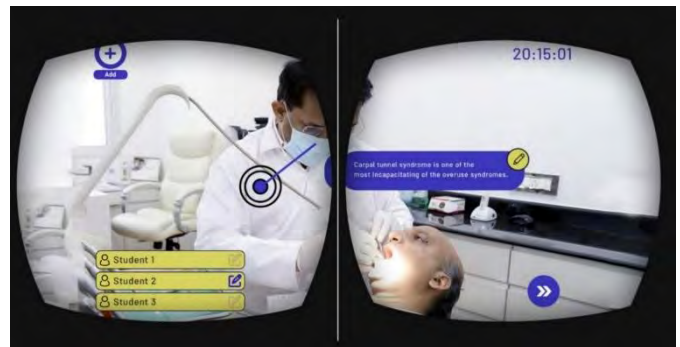 Add
20:15:01
Carpal tunnal syndrome is one of the
most incapacitating of the overuse syndromes.
Student 1
Student 2
Student 3